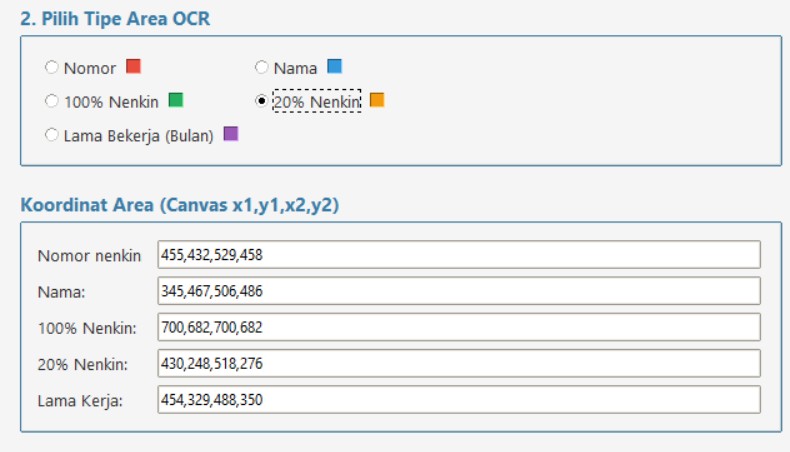 2. Pilih Tipe Area OCR
Nomor
Nama
100% Nenkin
20% Nenkin
Lama Bekerja (Bulan)
Koordinat Area (Canvas x1,y1,x2,y2)
Nomor nenkin 455,432,529,458
Nama: 345,467,506,486
100% Nenkin: 700,682,700,682
20% Nenkin: 430,248,518,276
Lama Kerja: 454,329,488,350